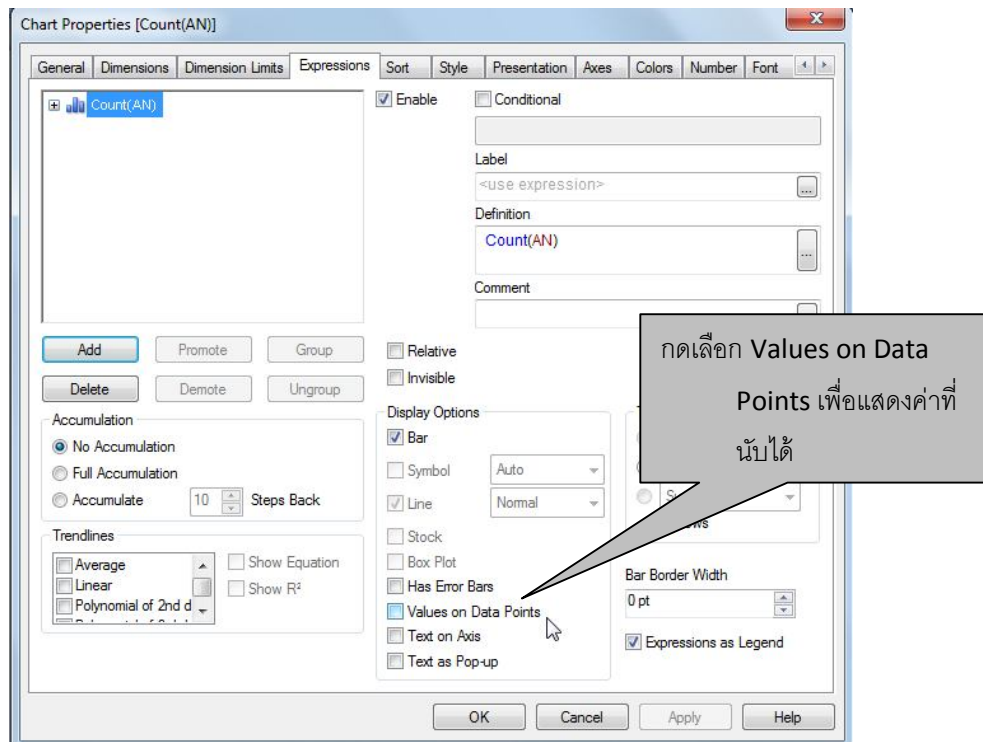 Chart Properties [Count(AN)]
General Dimensions Dimension Limits Expressions Sort Style Presentation Axes Colors Number Font
Count(AN)
Enable Conditional
Label
<use expression>
...
Definition
Count(AN)
...
Comment
Add Promote Group
Delete Demote Ungroup
Relative
Invisible
กดเลือก Values on Data
Points เพื่อแสดงค่าที่
นับได้
Accumulation
No Accumulation
Full Accumulation
Accumulate 10 Steps Back
Display Options
Bar
Symbol Auto
Line Normal
Stock
Box Plot
Has Error Bars
Values on Data Points
Text on Axis
Text as Pop-up
Trendlines
Average
Linear
Polynomial of 2nd d
Show Equation
Show R²
Bar Border Width
0 pt
Expressions as Legend
OK Cancel Apply Help